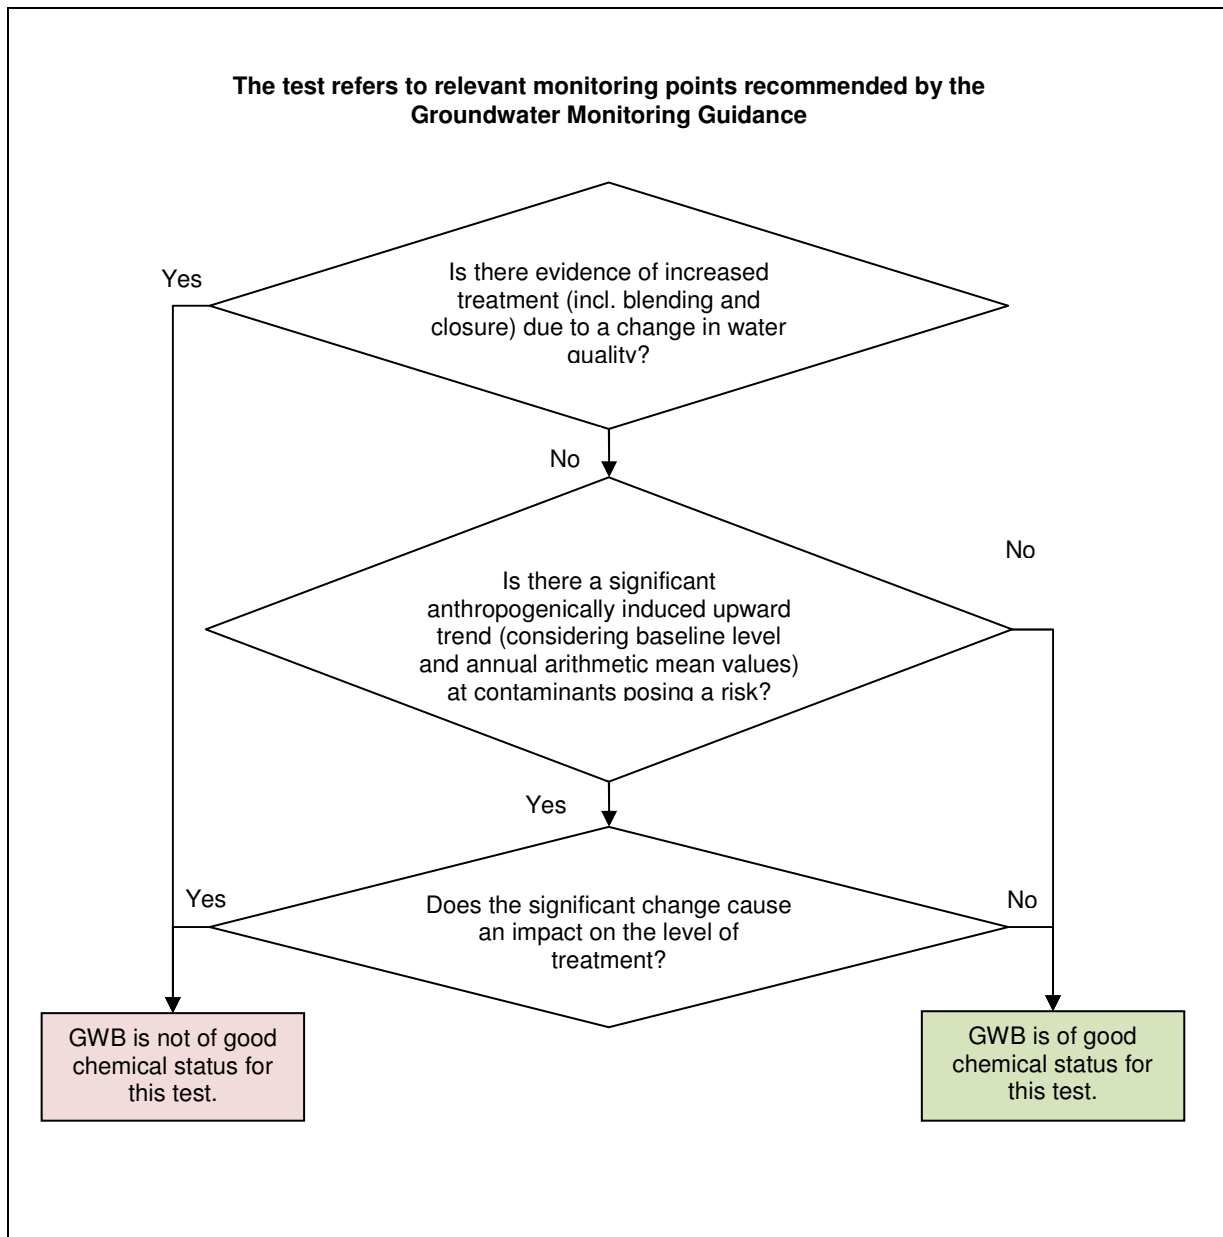 The test refers to relevant monitoring points recommended by the
Groundwater Monitoring Guidance
Yes
Is there evidence of increased
treatment (incl. blending and
closure) due to a change in water
quality?
No
No
Is there a significant
anthropogenically induced upward
trend (considering baseline level
and annual arithmetic mean values)
at contaminants posing a risk?
Yes
Yes
Does the significant change cause
an impact on the level of
treatment?
No
GWB is not of good
chemical status for
this test.
GWB is of good
chemical status for
this test.